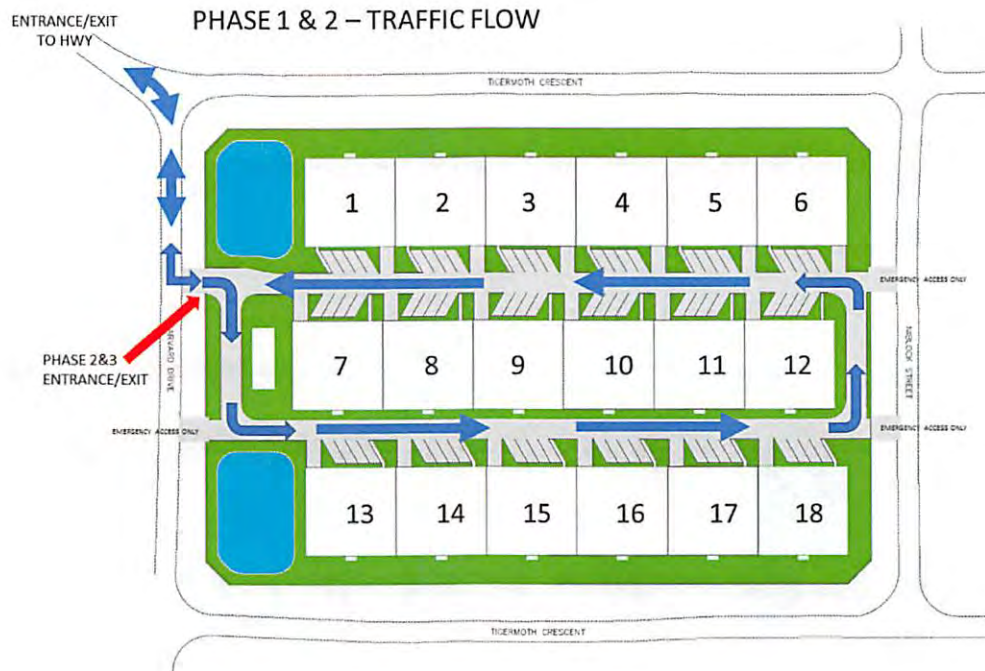 PHASE 1 & 2 – TRAFFIC FLOW
ENTRANCE/EXIT
TO HWY
TIGERMOTH CRESCENT
1 2 3 4 5 6
EMERGENCY ACCESS ONLY
PHASE 2&3
ENTRANCE/EXIT
DRIVE
7 8 9 10 11 12
STREET
EMERGENCY ACCESS ONLY
EMERGENCY ACCESS ONLY
13 14 15 16 17 18
TIGERMOTH CRESCENT